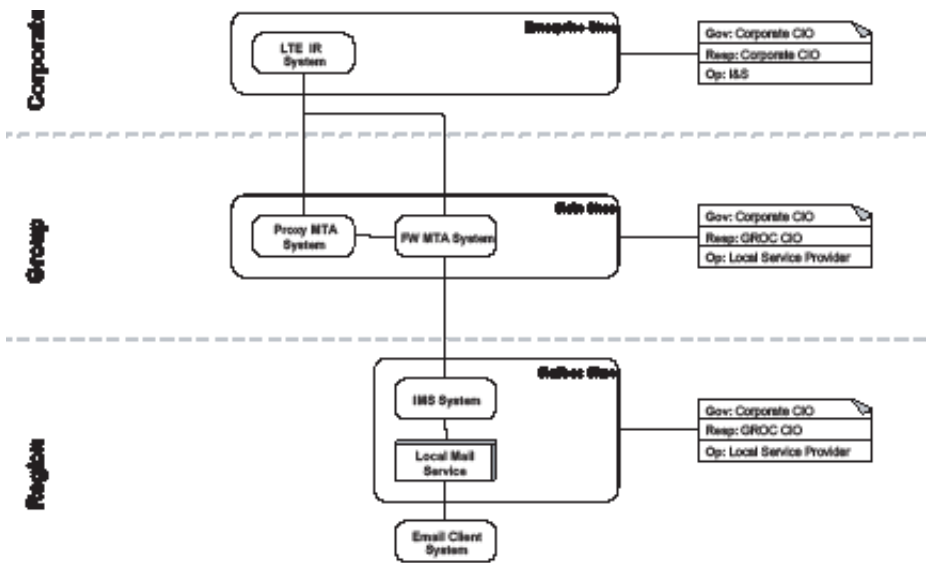 Corporate
LTE IR
System
Gov: Corporate CIO
Resp: Corporate CIO
Op: I&S
Group
Proxy MTA
System
FW MTA System
Gov: Corporate CIO
Resp: GROC CIO
Op: Local Service Provider
Region
IMS System
Local Mail
Service
Email Client
System
Gov: Corporate CIO
Resp: GROC CIO
Op: Local Service Provider